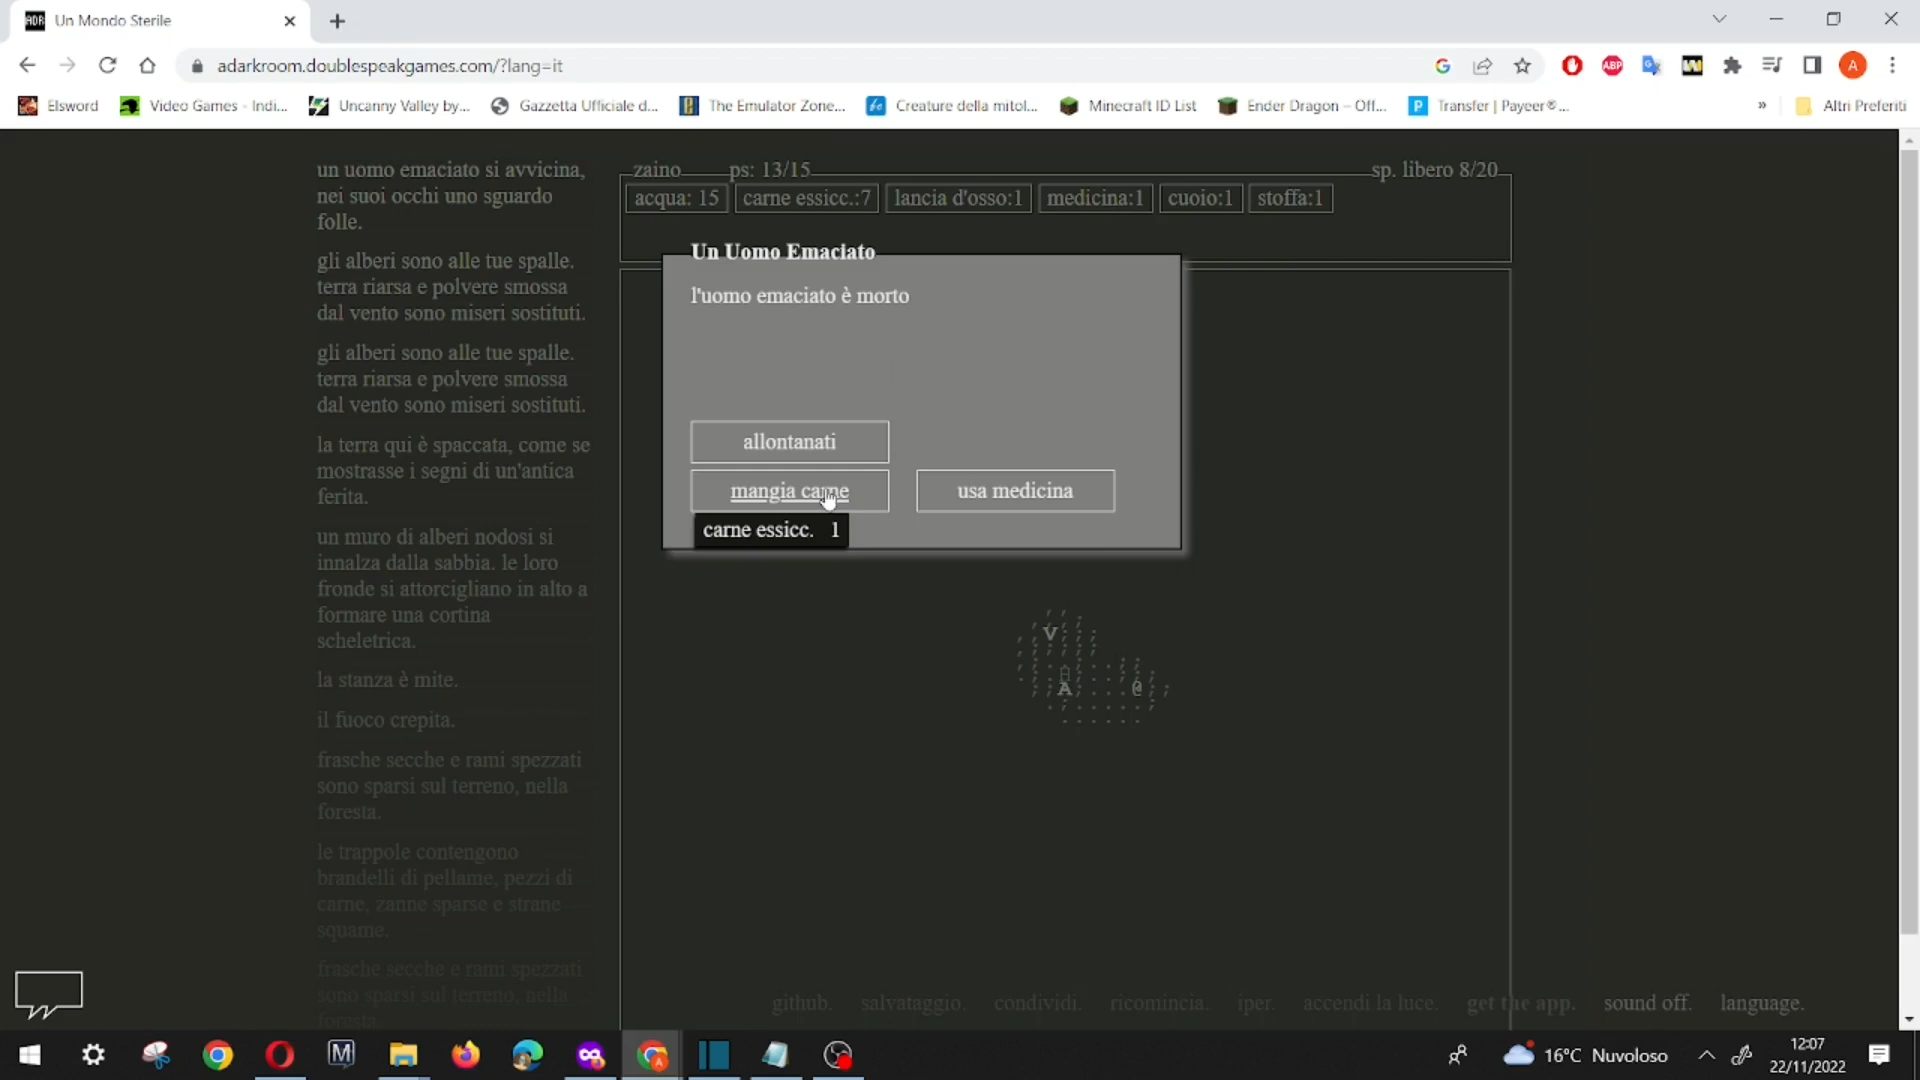 Un Mondo Sterile
adarkroom.doublespeakgames.com/?lang=it
Elsword
Video Games - Indi...
Uncanny Valley by...
Gazzetta Ufficiale d...
The Emulator Zone...
Creature della mitol...
Minecraft ID List
Ender Dragon – Off...
Transfer | Payeer®...
»
Altri Preferiti
un uomo emaciato si avvicina,
nei suoi occhi uno sguardo
folle.
gli alberi sono alle tue spalle.
terra riarsa e polvere smossa
dal vento sono miseri sostituti.
gli alberi sono alle tue spalle.
terra riarsa e polvere smossa
dal vento sono miseri sostituti.
la terra qui è spaccata, come se
mostrasse i segni di un'antica
ferita.
un muro di alberi nodosi si
innalza dalla sabbia. le loro
fronde si attorcigliano in alto a
formare una cortina
scheletrica.
la stanza è mite.
il fuoco crepita.
frasche secche e rami spezzati
sono sparsi sul terreno, nella
foresta.
le trappole contengono
brandelli di pellame, pezzi di
carne, zanne sparse e strane
squame.
frasche secche e rami spezzati
sono sparsi sul terreno, nella
foresta.
zaino
ps: 13/15
sp. libero 8/20
acqua: 15
carne essicc.:7
lancia d'osso:1
medicina:1
cuoio:1
stoffa:1
Un Uomo Emaciato
l'uomo emaciato è morto
allontanati
mangia carne
usa medicina
carne essicc. 1
V
A
@
github.
salvataggio.
condividi.
ricomincia.
iper.
accendi la luce.
get the app.
sound off.
language.
16°C Nuvoloso
12:07
22/11/2022